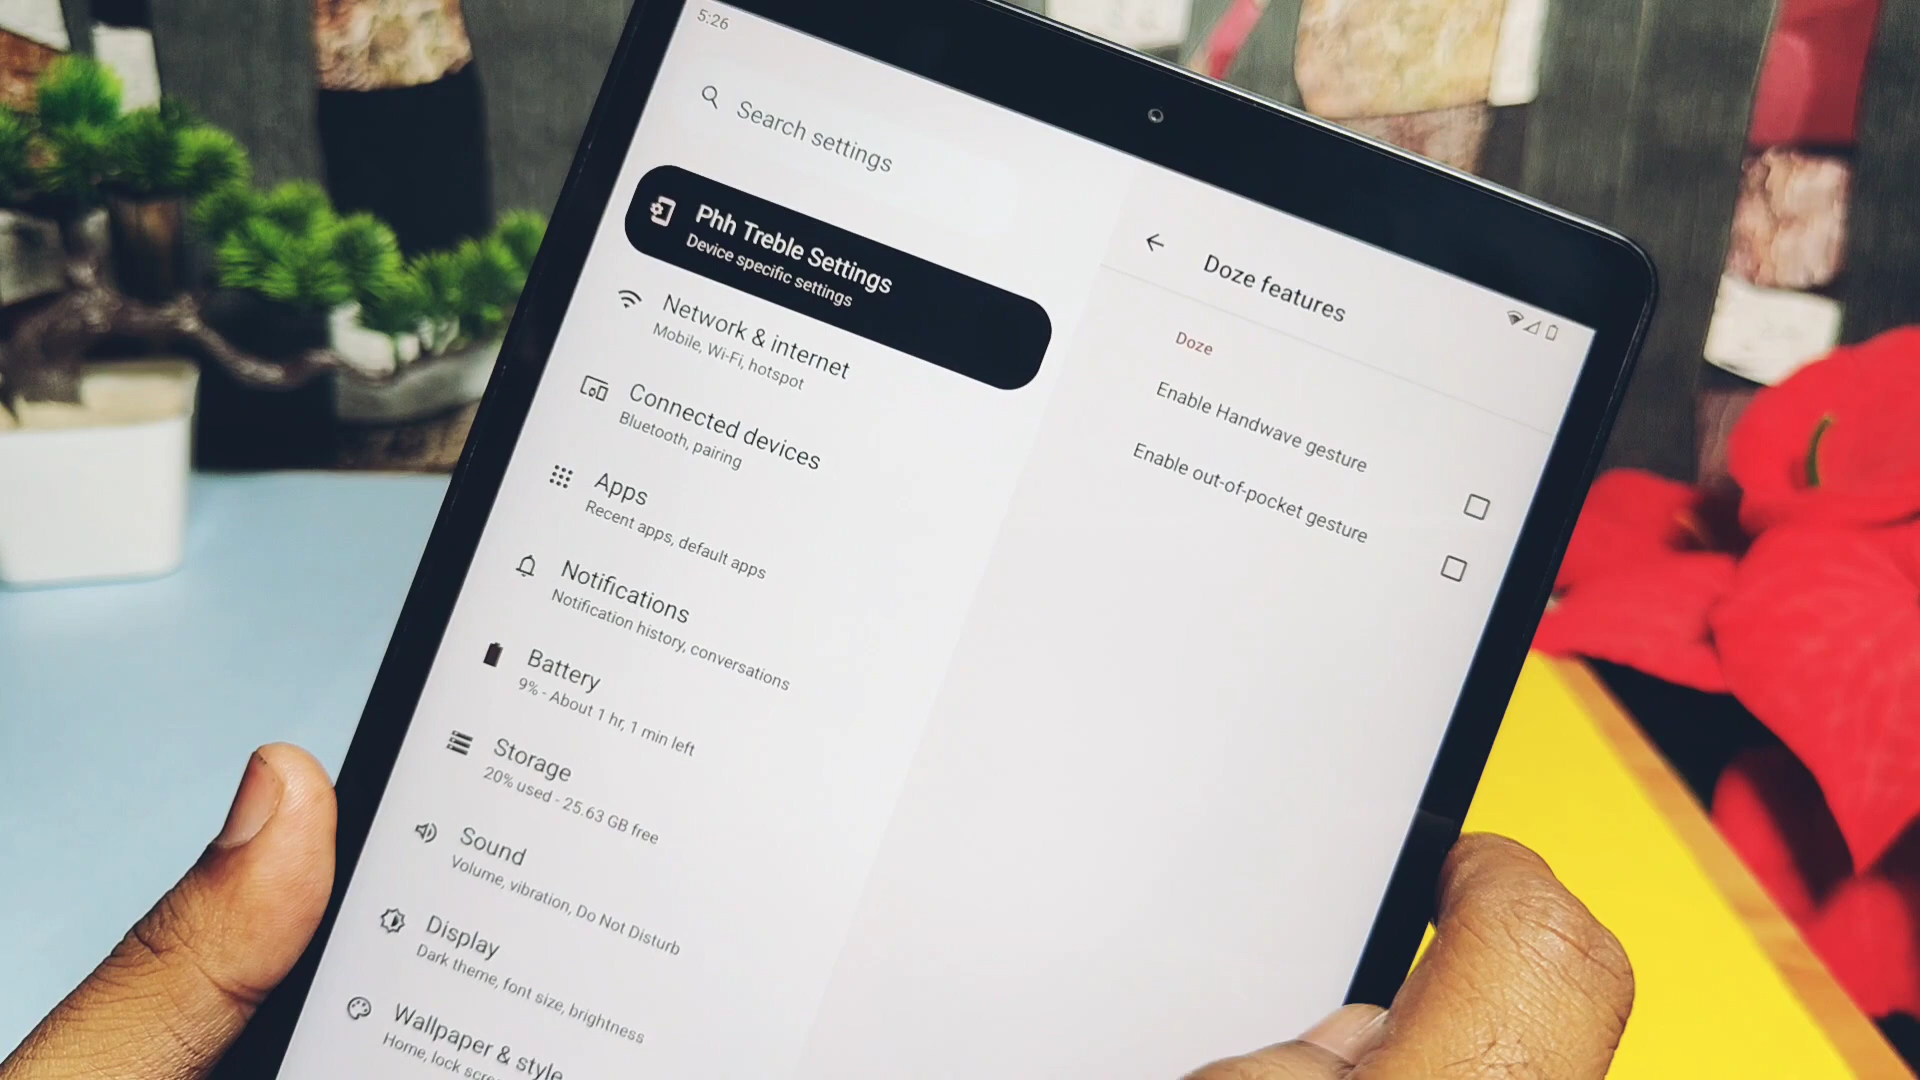 5:26
Search settings
Phh Treble Settings
Device specific settings
Network & internet
Mobile, Wi-Fi, hotspot
Connected devices
Bluetooth, pairing
Apps
Recent apps, default apps
Notifications
Notification history, conversations
Battery
9% - About 1 hr, 1 min left
Storage
20% used - 25.63 GB free
Sound
Volume, vibration, Do Not Disturb
Display
Dark theme, font size, brightness
Wallpaper & style
Home, lock
Doze features
Doze
Enable Handwave gesture
Enable out-of-pocket gesture